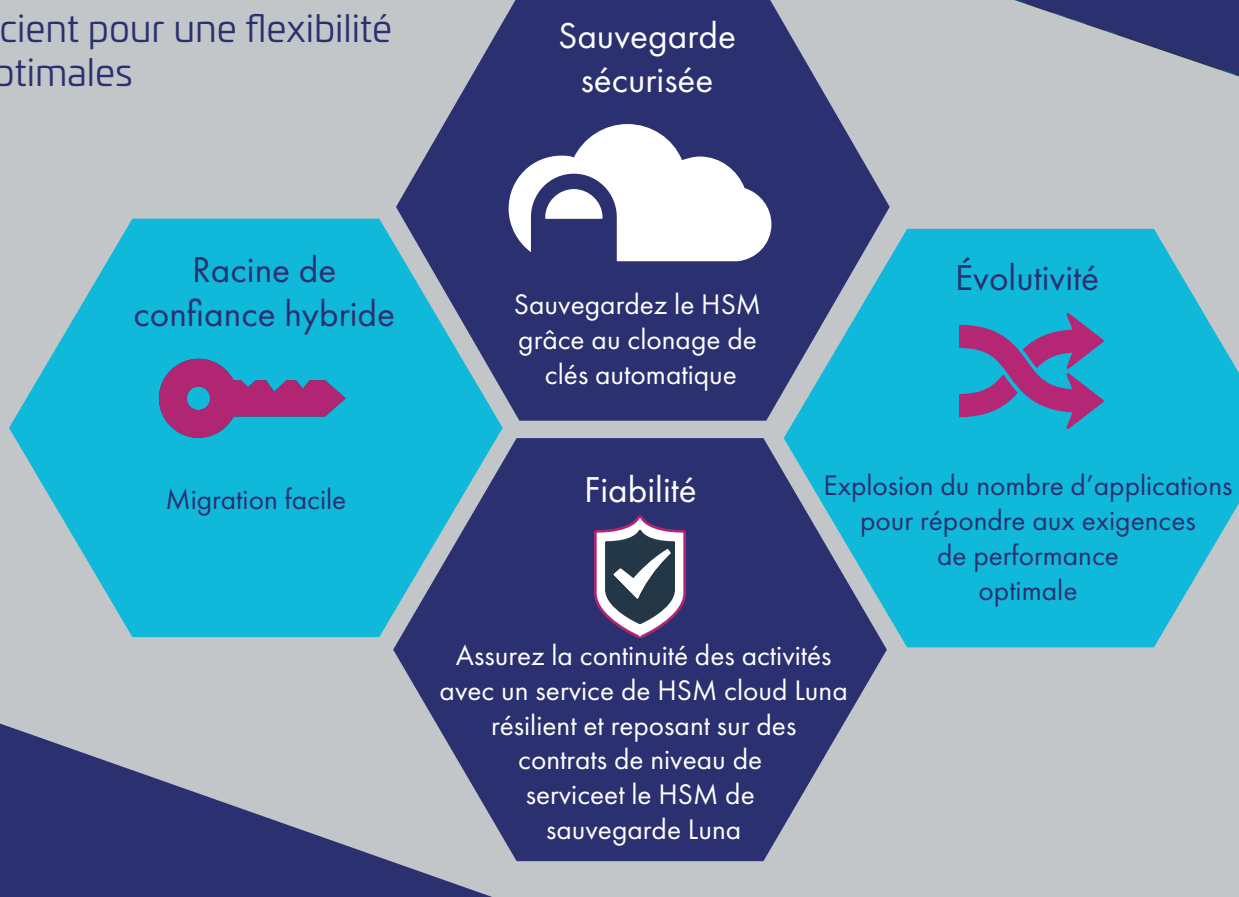 cient pour une flexibilité
ptimales
Sauvegarde
sécurisée
Sauvegardez le HSM
grâce au clonage de
clés automatique
Racine de
confiance hybride
Migration facile
Évolutivité
Explosion du nombre d'applications
pour répondre aux exigences
de performance
optimale
Fiabilité
Assurez la continuité des activités
avec un service de HSM cloud Luna
résilient et reposant sur des
contrats de niveau de
serviceet le HSM de
sauvegarde Luna